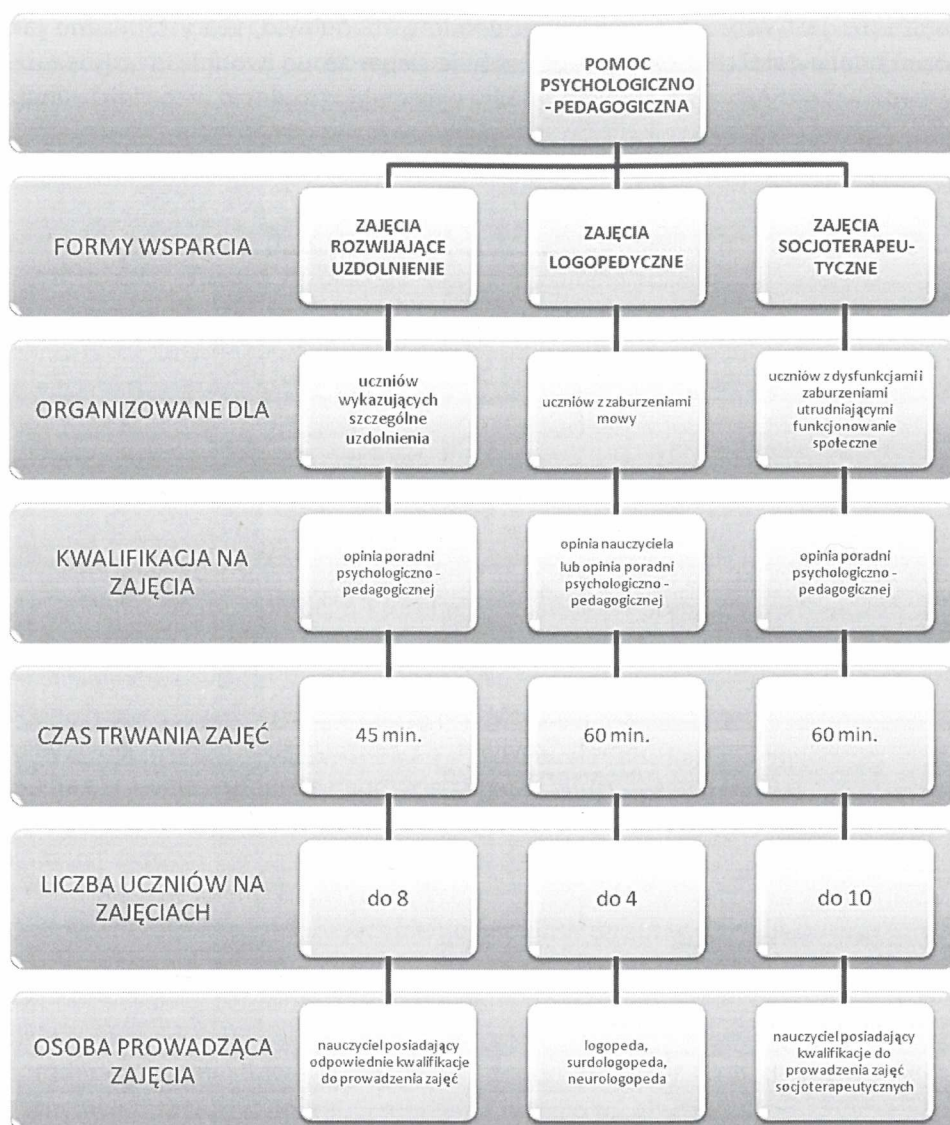 POMOC
PSYCHOLOGICZNO
- PEDAGOGICZNA
FORMY WSPARCIA
ZAJĘCIA
ROZWIJAJĄCE
UZDOLNIENIE
ZAJĘCIA
LOGOPEDYCZNE
ZAJĘCIA
SOCJOTERAPEU-
TYCZNE
ORGANIZOWANE DLA
uczniów
wykazujących
szczególne
uzdolnienia
uczniów z zaburzeniami
mowy
uczniów z dysfunkcjami i
zaburzeniami
utrudniającymi
funkcjonowanie
społeczne
KWALIFIKACJA NA
ZAJĘCIA
opinia poradni
psychologiczno -
pedagogicznej
opinia nauczyciela
lub opinia poradni
psychologiczno -
pedagogicznej
opinia poradni
psychologiczno -
pedagogicznej
CZAS TRWANIA ZAJĘĆ
45 min.
60 min.
60 min.
LICZBA UCZNIÓW NA
ZAJĘCIACH
do 8
do 4
do 10
OSOBA PROWADZĄCA
ZAJĘCIA
nauczyciel posiadający
odpowiednie kwalifikacje
do prowadzenia zajęć
logopeda,
surdologopeda,
neurologopeda
nauczyciel posiadający
kwalifikacje do
prowadzenia zajęć
socjoterapeutycznych